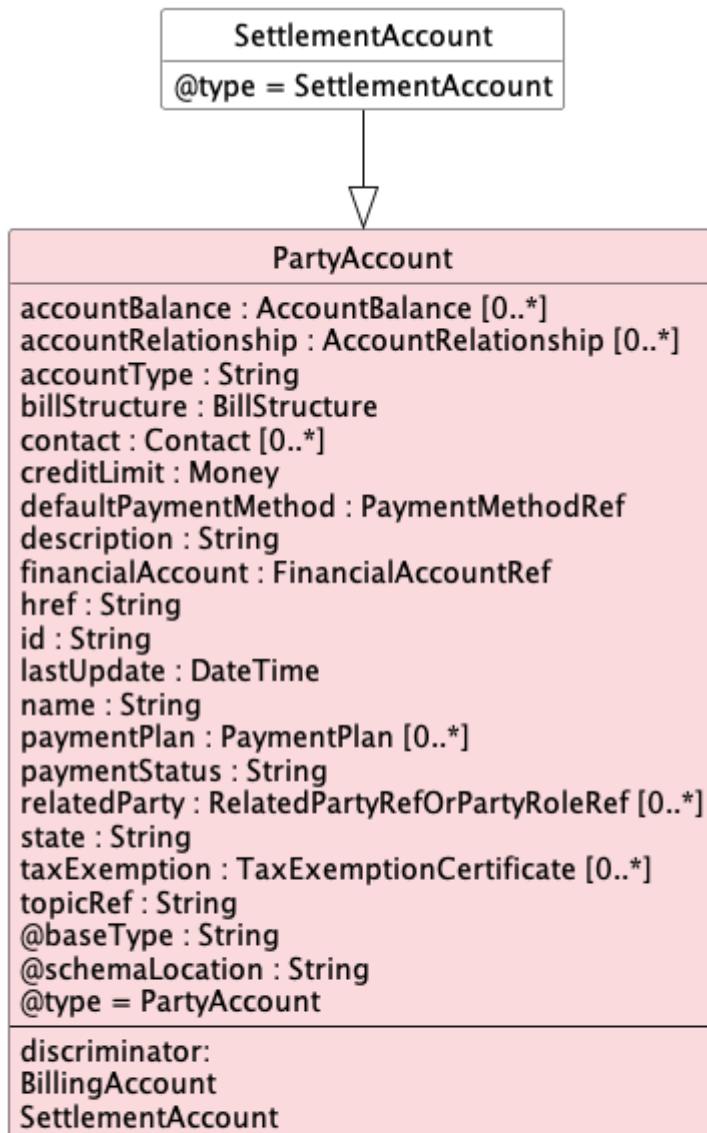 SettlementAccount
@type = SettlementAccount
PartyAccount
accountBalance : AccountBalance [0..*]
accountRelationship : AccountRelationship [0..*]
accountType : String
billStructure : BillStructure
contact : Contact [0..*]
creditLimit : Money
defaultPaymentMethod : PaymentMethodRef
description : String
financialAccount : FinancialAccountRef
href : String
id : String
lastUpdate : DateTime
name : String
paymentPlan : PaymentPlan [0..*]
paymentStatus : String
relatedParty : RelatedPartyRefOrPartyRoleRef [0..*]
state : String
taxExemption : TaxExemptionCertificate [0..*]
topicRef : String
@baseType : String
@schemaLocation : String
@type = PartyAccount
discriminator:
BillingAccount
SettlementAccount